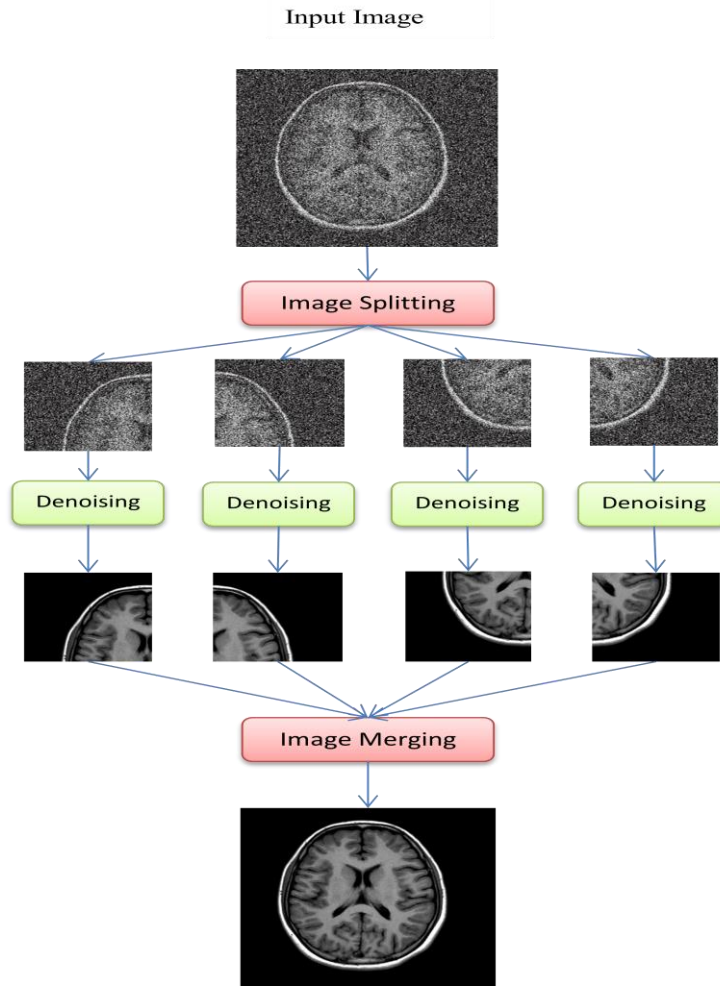 Input Image
Image Splitting
Denoising
Denoising
Denoising
Denoising
Image Merging